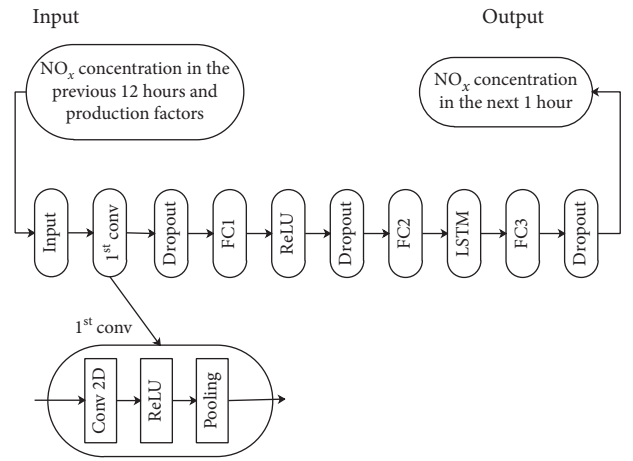 Input
Output
NOx concentration in the
previous 12 hours and
production factors
NOx concentration
in the next 1 hour
Input
1st conv
Dropout
FC1
ReLU
Dropout
FC2
LSTM
FC3
Dropout
1st conv
Conv 2D
ReLU
Pooling